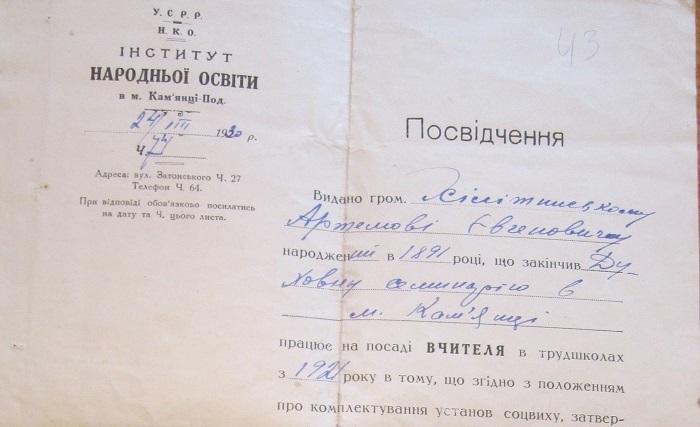 У. С. Р. Р.
Н. К. О.
ІНСТИТУТ
НАРОДНЬОЇ ОСВІТИ
в м. Кам'янці-Под.
24/III 1930 р.
Ч.
Адреса: вул. Затонського Ч. 27
Телефон Ч. 64.
При відповіді обов'язково посилатись
на дату та Ч. цього листа.
43
Посвідчення
Видано гром.
Артемові Євгеновичу
народжений в 1891 році, що закінчив Ду-
ховну семинарію в
м. Кам'янці
працює на посаді ВЧИТЕЛЯ в трудшколах
з 1921 року в тому, що згідно з положенням
про комплектування установ соцвиху, затвер-